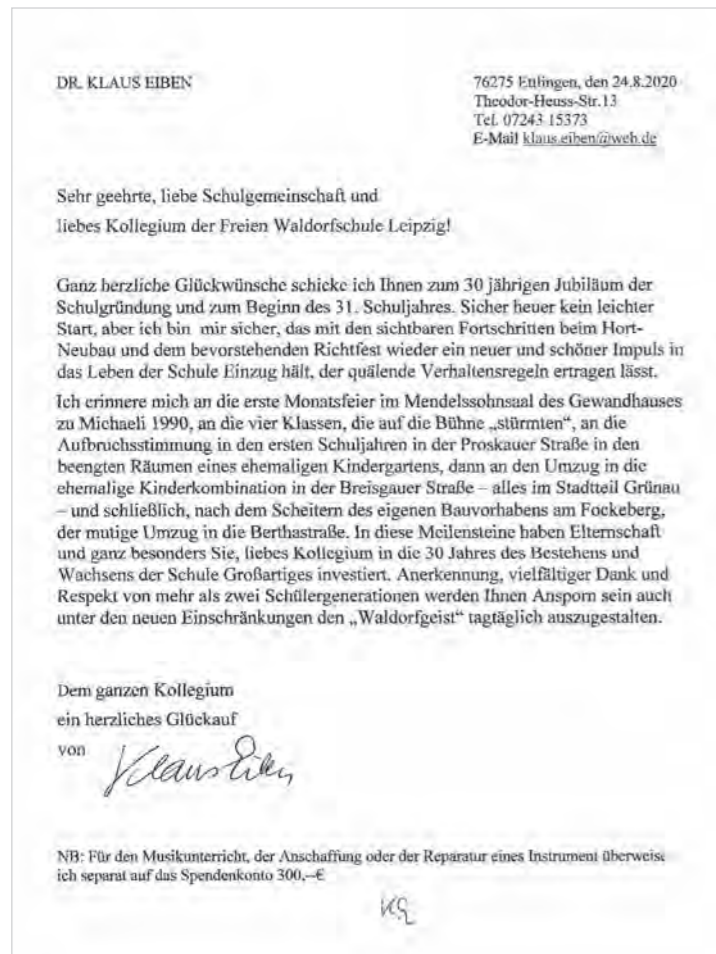 DR. KLAUS EIBEN
76275 Ettlingen, den 24.8.2020
Theodor-Heuss-Str.13
Tel. 07243 15373
E-Mail klaus.eiben@web.de
Sehr geehrte, liebe Schulgemeinschaft und
liebes Kollegium der Freien Waldorfschule Leipzig!
Ganz herzliche Glückwünsche schicke ich Ihnen zum 30 jährigen Jubiläum der
Schulgründung und zum Beginn des 31. Schuljahres. Sicher heuer kein leichter
Start, aber ich bin mir sicher, das mit den sichtbaren Fortschritten beim Hort-
Neubau und dem bevorstehenden Richtfest wieder ein neuer und schöner Impuls in
das Leben der Schule Einzug hält, der quälende Verhaltensregeln ertragen lässt.
Ich erinnere mich an die erste Monatsfeier im Mendelssohnsaal des Gewandhauses
zu Michaeli 1990, an die vier Klassen, die auf die Bühne „stürmten“, an die
Aufbruchsstimmung in den ersten Schuljahren in der Proskauer Straße in den
beengten Räumen eines ehemaligen Kindergartens, dann an den Umzug in die
ehemalige Kinderkombination in der Breisgauer Straße – alles im Stadtteil Grünau
– und schließlich, nach dem Scheitern des eigenen Bauvorhabens am Fockeberg,
der mutige Umzug in die Berthastraße. In diese Meilensteine haben Elternschaft
und ganz besonders Sie, liebes Kollegium in die 30 Jahres des Bestehens und
Wachsens der Schule Großartiges investiert. Anerkennung, vielfältiger Dank und
Respekt von mehr als zwei Schülergenerationen werden Ihnen Ansporn sein auch
unter den neuen Einschränkungen den „Waldorfgeist“ tagtäglich auszugestalten.
Dem ganzen Kollegium
ein herzliches Glückauf
von
Klaus Eiben
NB: Für den Musikunterricht, der Anschaffung oder der Reparatur eines Instrument überweise
ich separat auf das Spendenkonto 300,--€
KE